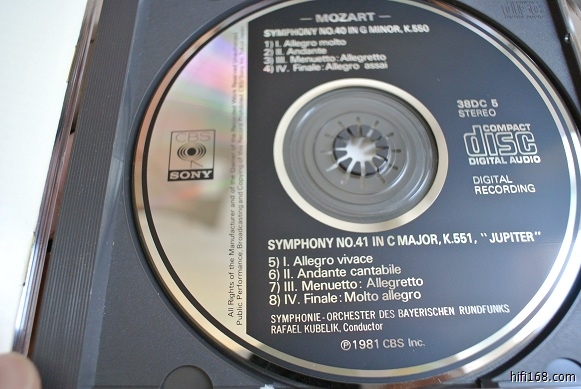 — MOZART —
SYMPHONY NO.40 IN G MINOR, K.550
1) I. Allegro molto
2) II. Andante
3) III. Menuetto: Allegretto
4) IV. Finale: Allegro assai
38DC 5
STEREO
COMPACT
disc
DIGITAL AUDIO
DIGITAL
RECORDING
CBS
SONY
All Rights of the Manufacturer and of the Owner of the Recorded Work Reserved
Public Performance, Broadcasting and Copying of this Record Prohibited
SYMPHONY NO.41 IN C MAJOR, K.551, "JUPITER"
5) I. Allegro vivace
6) II. Andante cantabile
7) III. Menuetto: Allegretto
8) IV. Finale: Molto allegro
SYMPHONIE-ORCHESTER DES BAYERISCHEN RUNDFUNKS
RAFAEL KUBELIK, Conductor
℗1981 CBS Inc.
hifi168.com